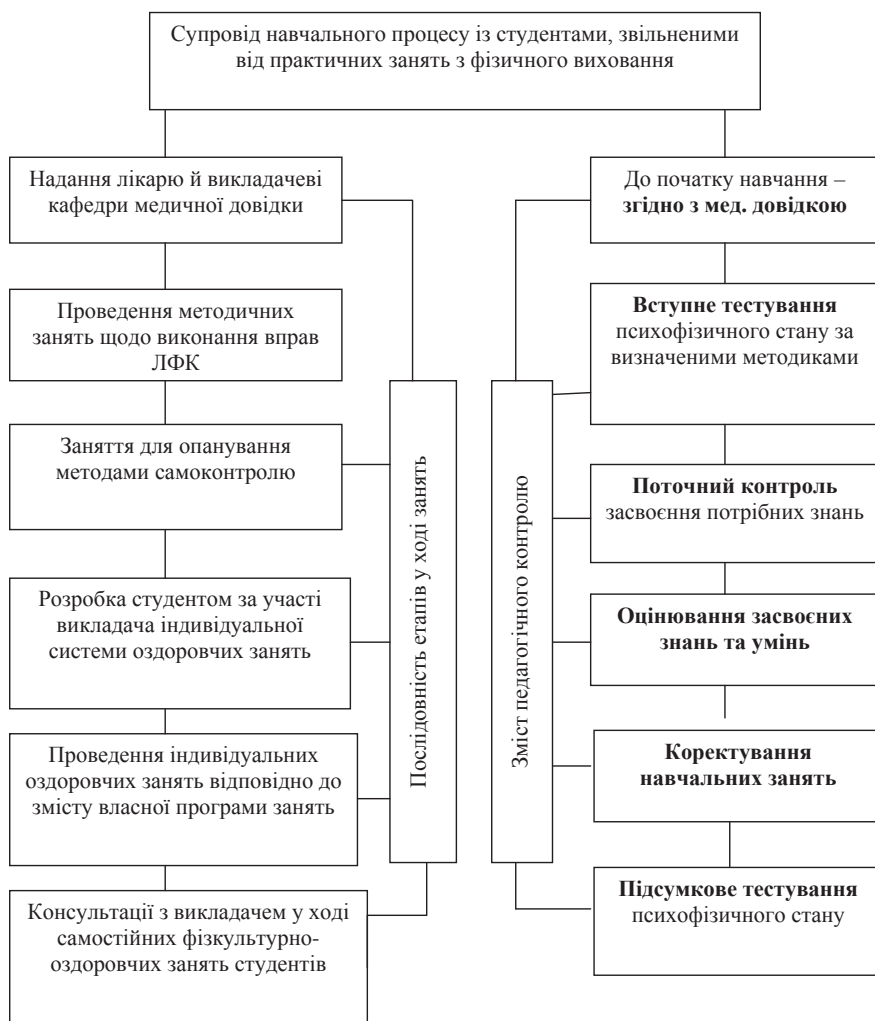 Супровід навчального процесу із студентами, звільненими
від практичних занять з фізичного виховання
Надання лікарю й викладачеві
кафедри медичної довідки
Проведення методичних
занять щодо виконання вправ
ЛФК
Заняття для опанування
методами самоконтролю
Розробка студентом за участі
викладача індивідуальної
системи оздоровчих занять
Проведення індивідуальних
оздоровчих занять відповідно до
змісту власної програми занять
Консультації з викладачем у ході
самостійних фізкультурно-
оздоровчих занять студентів
Послідовність етапів у ході занять
Зміст педагогічного контролю
До початку навчання –
згідно з мед. довідкою
Вступне тестування
психофізичного стану за
визначеними методиками
Поточний контроль
засвоєння потрібних знань
Оцінювання засвоєних
знань та умінь
Коректування
навчальних занять
Підсумкове тестування
психофізичного стану